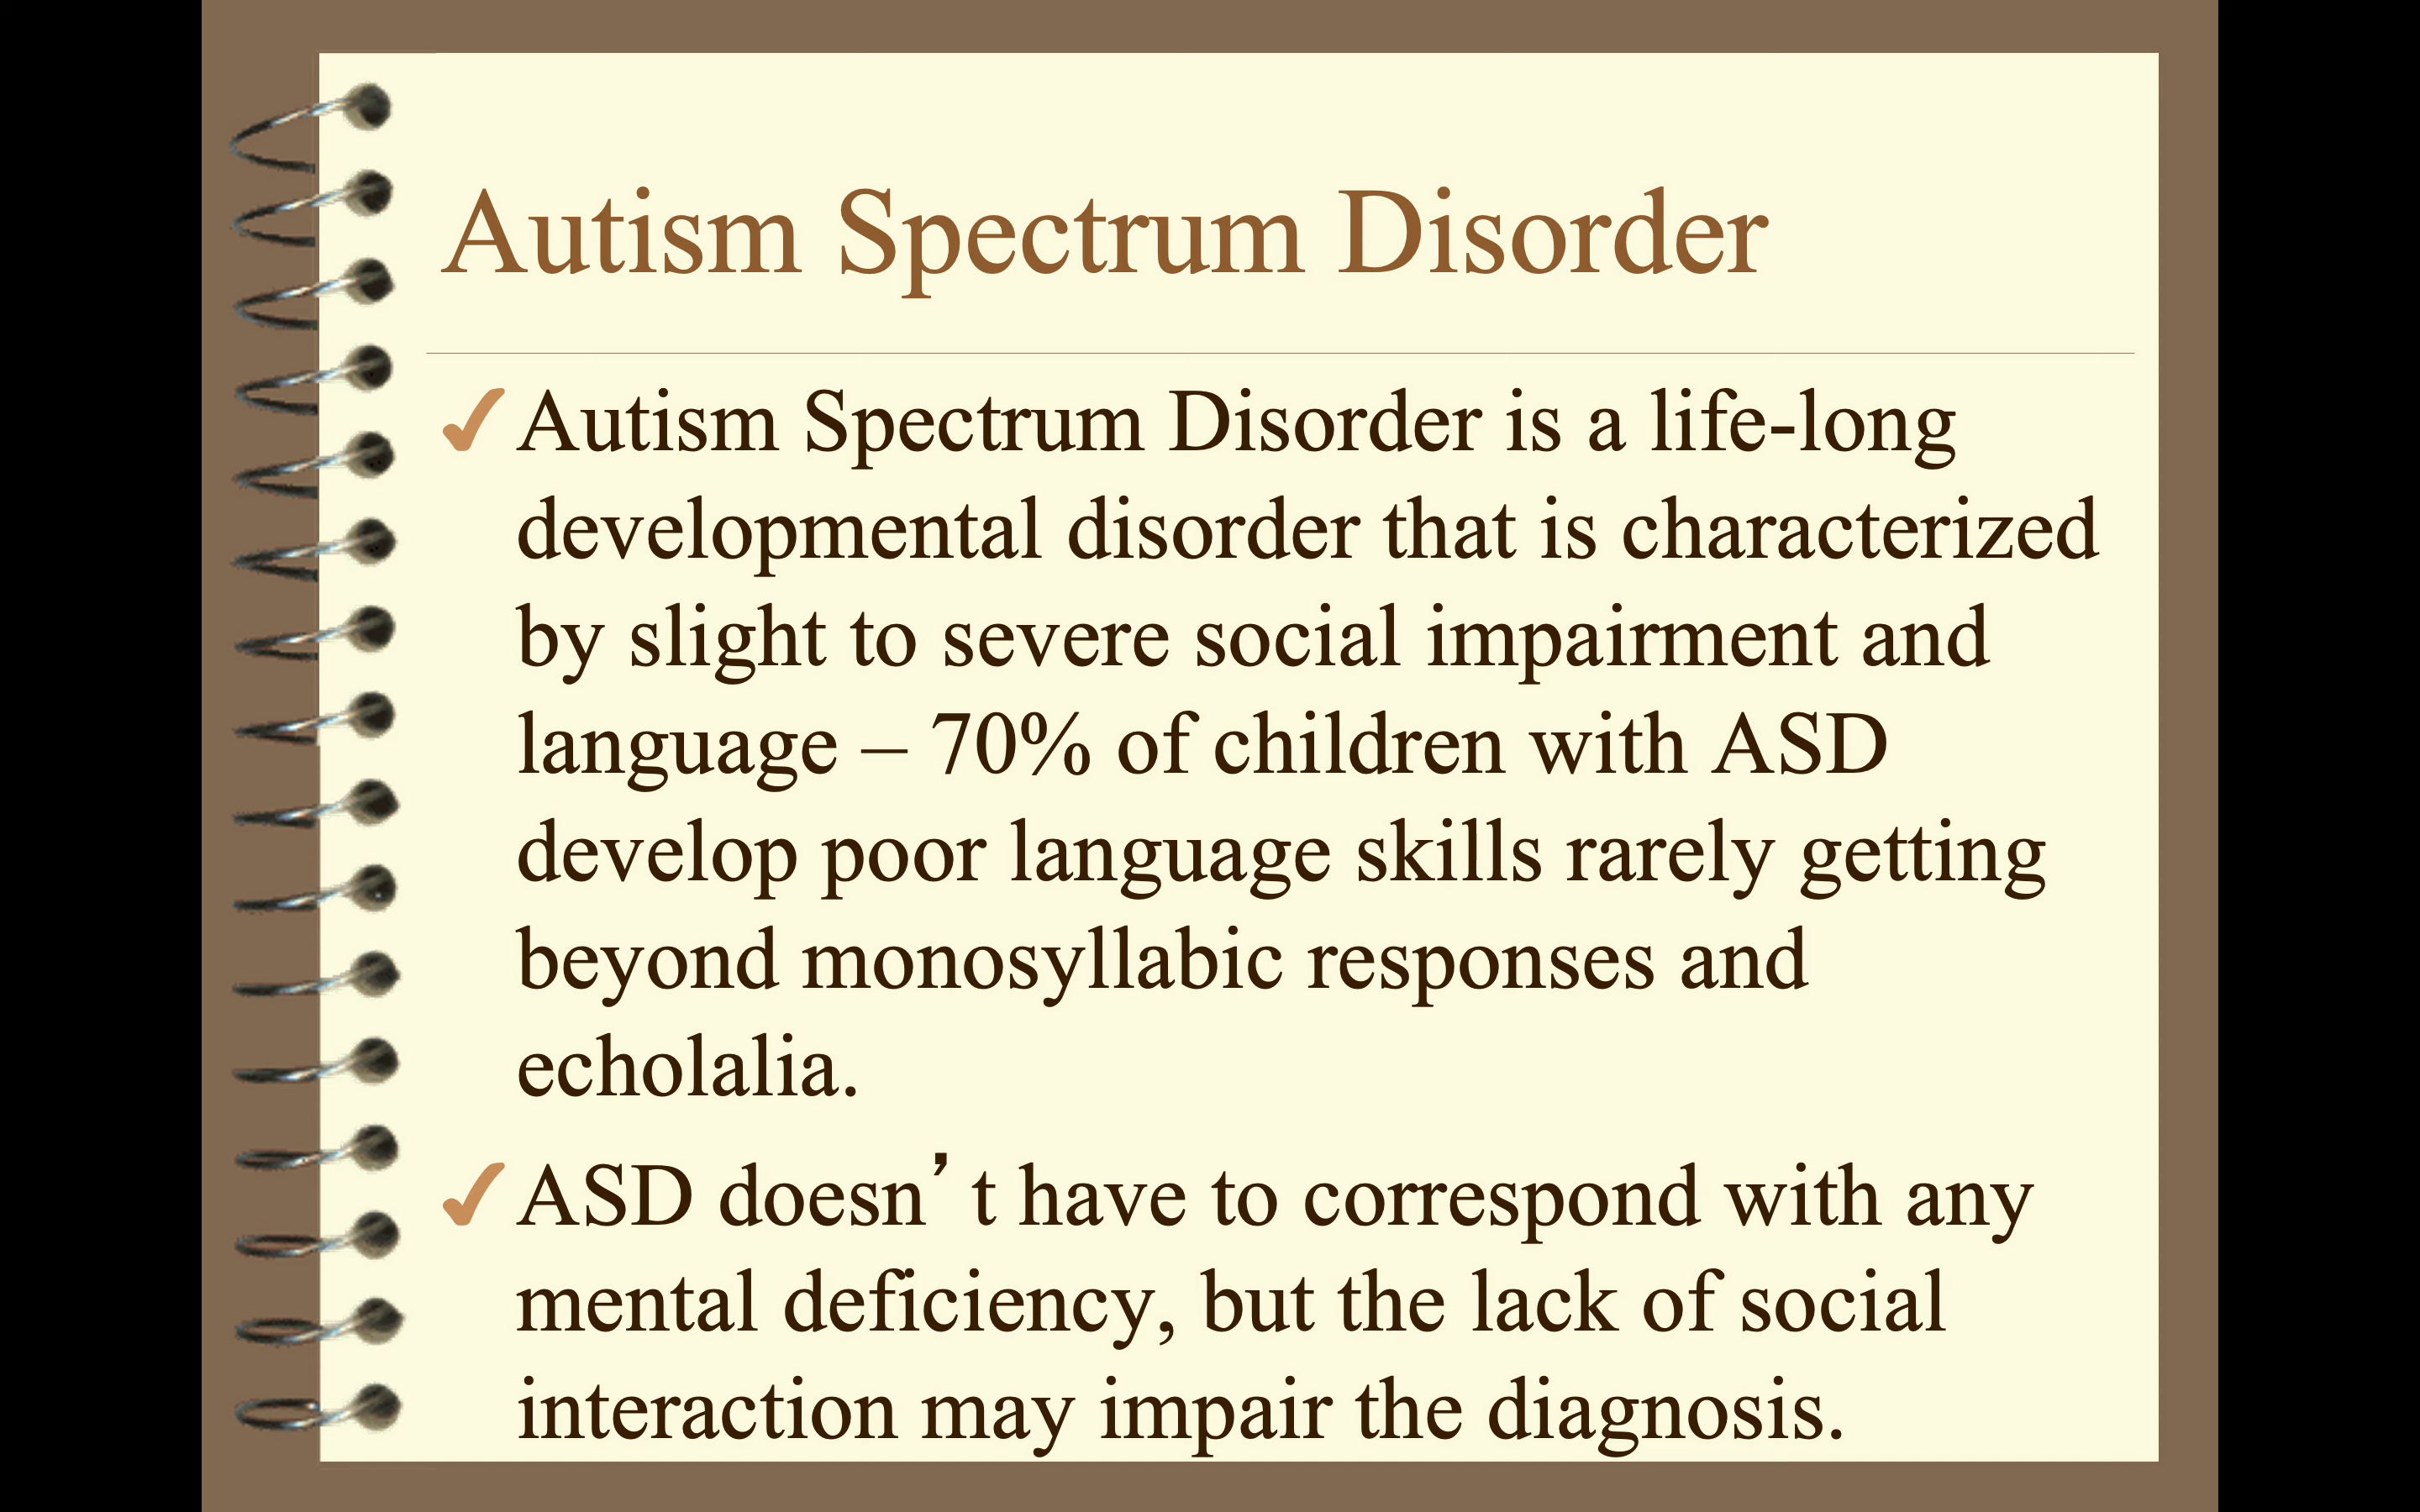 Autism Spectrum Disorder
✓ Autism Spectrum Disorder is a life-long
developmental disorder that is characterized
by slight to severe social impairment and
language – 70% of children with ASD
develop poor language skills rarely getting
beyond monosyllabic responses and
echolalia.
✓ ASD doesn’t have to correspond with any
mental deficiency, but the lack of social
interaction may impair the diagnosis.